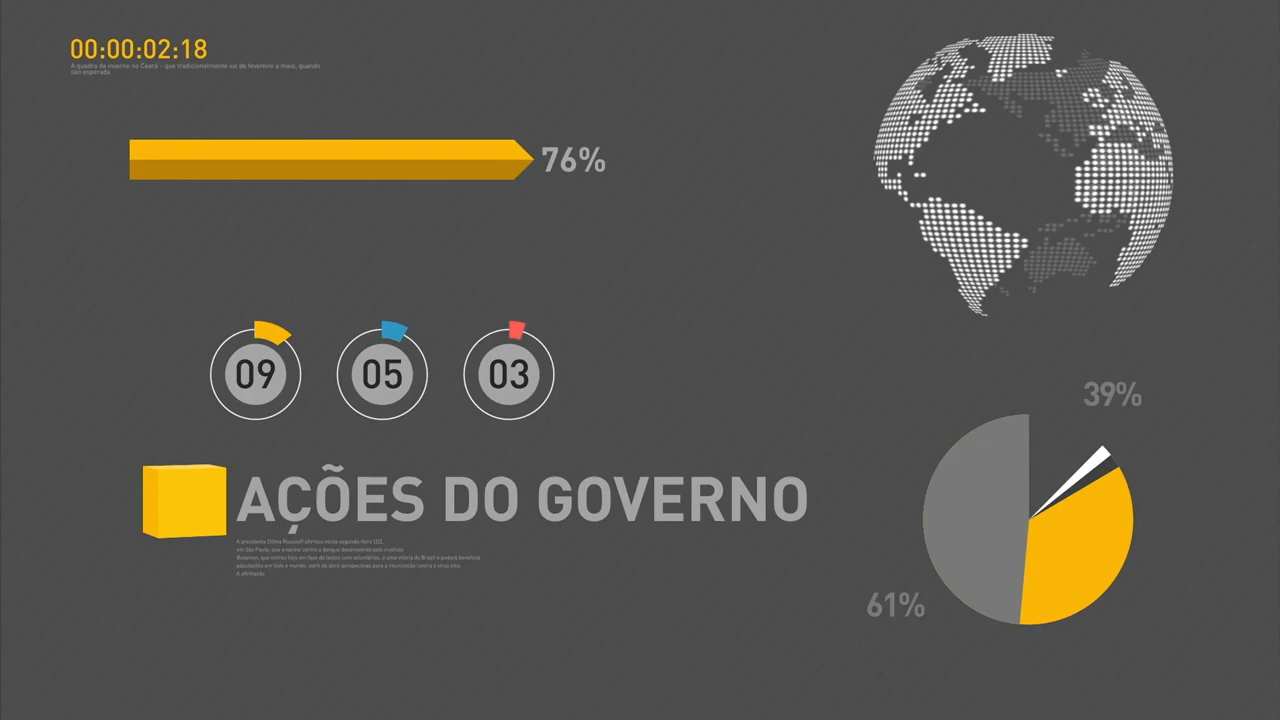 00:00:02:18
A quadra de inverno no Ceará - que tradicionalmente vai de fevereiro a maio, quando
são esperada
76%
09 05 03
39%
AÇÕES DO GOVERNO
A presidenta Dilma Rousseff afirmou nesta segunda-feira (22),
em São Paulo, que a vacina contra a dengue desenvolvida pelo Instituto
Butantan, que entrou hoje em fase de testes com voluntários, é uma vitória do Brasil e poderá beneficiar
populações em todo o mundo, além de abrir perspectivas para a imunização contra o vírus zika.
A afirmação
61%